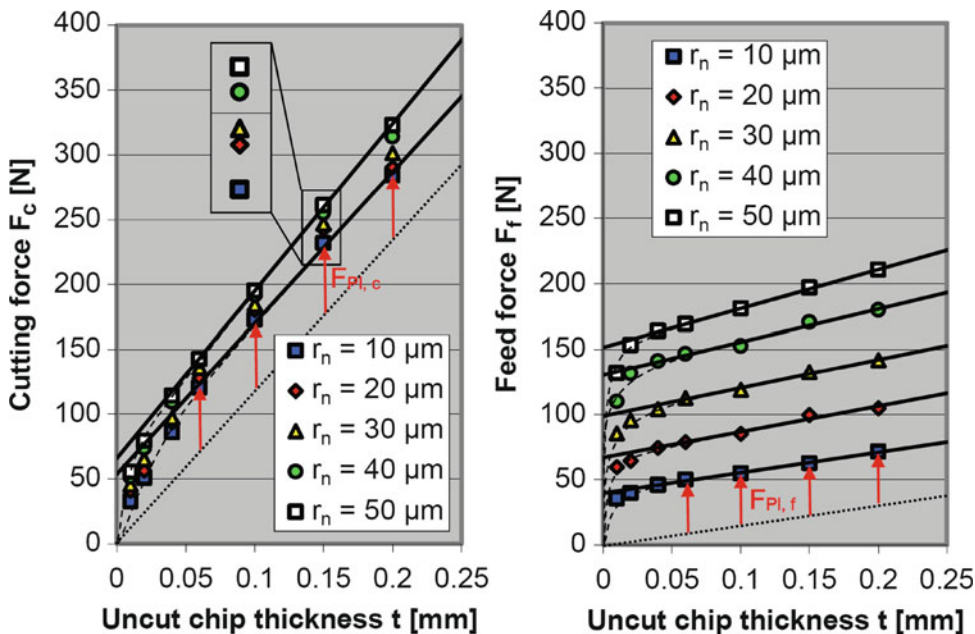 400
350
300
250
200
150
100
50
0
Cutting force F_c [N]
F_Pl, c
r_n = 10 µm
r_n = 20 µm
r_n = 30 µm
r_n = 40 µm
r_n = 50 µm
0 0.05 0.1 0.15 0.2 0.25
Uncut chip thickness t [mm]
400
350
300
250
200
150
100
50
0
Feed force F_f [N]
r_n = 10 µm
r_n = 20 µm
r_n = 30 µm
r_n = 40 µm
r_n = 50 µm
F_Pl, f
0 0.05 0.1 0.15 0.2 0.25
Uncut chip thickness t [mm]